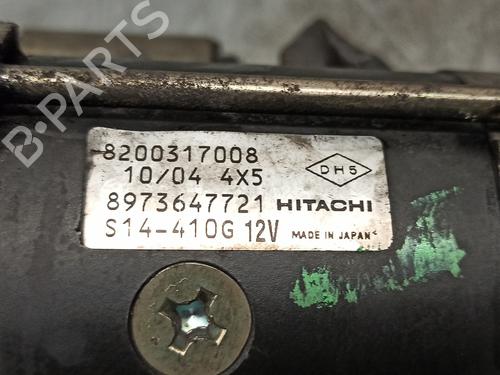 B-PARTS
8200317008
10/04 4X5
DH5
8973647721 HITACHI
S14-410G 12V MADE IN JAPAN